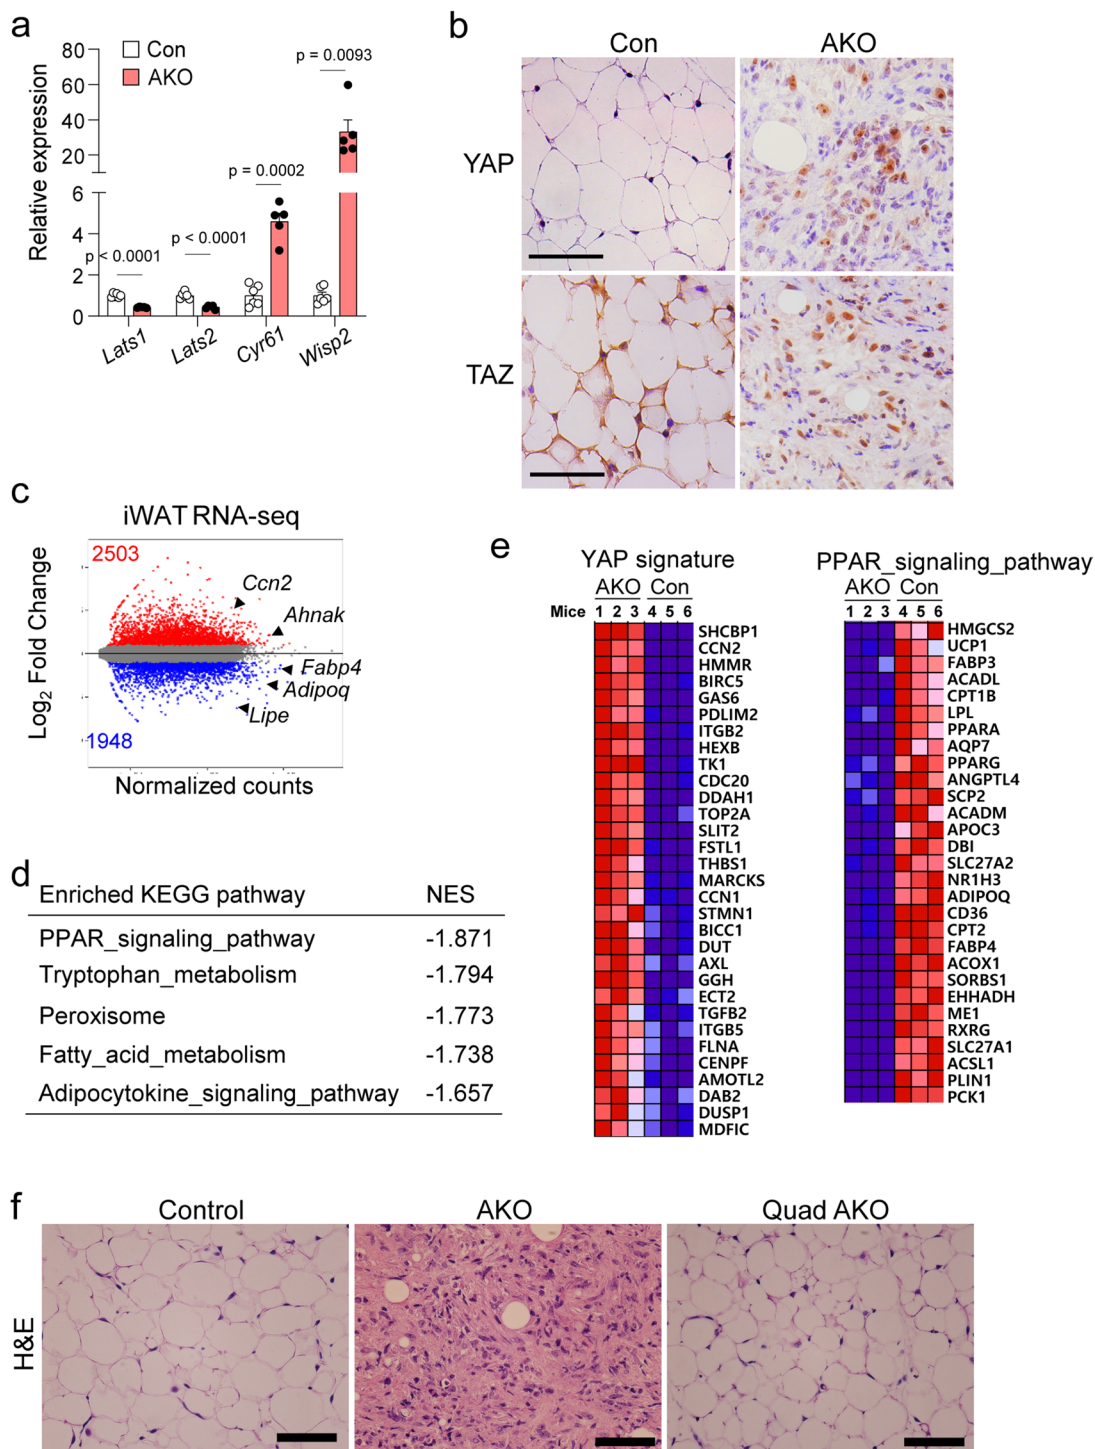 a
80
60
40
20
6
4
2
0
Relative expression
Con
AKO
p < 0.0001
p < 0.0001
p = 0.0002
p = 0.0093
Lats1
Lats2
Cyr61
Wisp2
b
Con
AKO
YAP
TAZ
c
iWAT RNA-seq
2503
Ccn2
Ahnak
Fabp4
Adipoq
Lipe
1948
Log2 Fold Change
Normalized counts
d
Enriched KEGG pathway NES
PPAR_signaling_pathway -1.871
Tryptophan_metabolism -1.794
Peroxisome -1.773
Fatty_acid_metabolism -1.738
Adipocytokine_signaling_pathway -1.657
e
YAP signature
AKO Con
Mice 1 2 3 4 5 6
SHCBP1
CCN2
HMMR
BIRC5
GAS6
PDLIM2
ITGB2
HEXB
TK1
CDC20
DDAH1
TOP2A
SLIT2
FSTL1
THBS1
MARCKS
CCN1
STMN1
BICC1
DUT
AXL
GGH
ECT2
TGFB2
ITGB5
FLNA
CENPF
AMOTL2
DAB2
DUSP1
MDFIC
PPAR_signaling_pathway
AKO Con
1 2 3 4 5 6
HMGCS2
UCP1
FABP3
ACADL
CPT1B
LPL
PPARA
AQP7
PPARG
ANGPTL4
SCP2
ACADM
APOC3
DBI
SLC27A2
NR1H3
ADIPOQ
CD36
CPT2
FABP4
ACOX1
SORBS1
EHHADH
ME1
RXRG
SLC27A1
ACSL1
PLIN1
PCK1
f
Control
AKO
Quad AKO
H&E